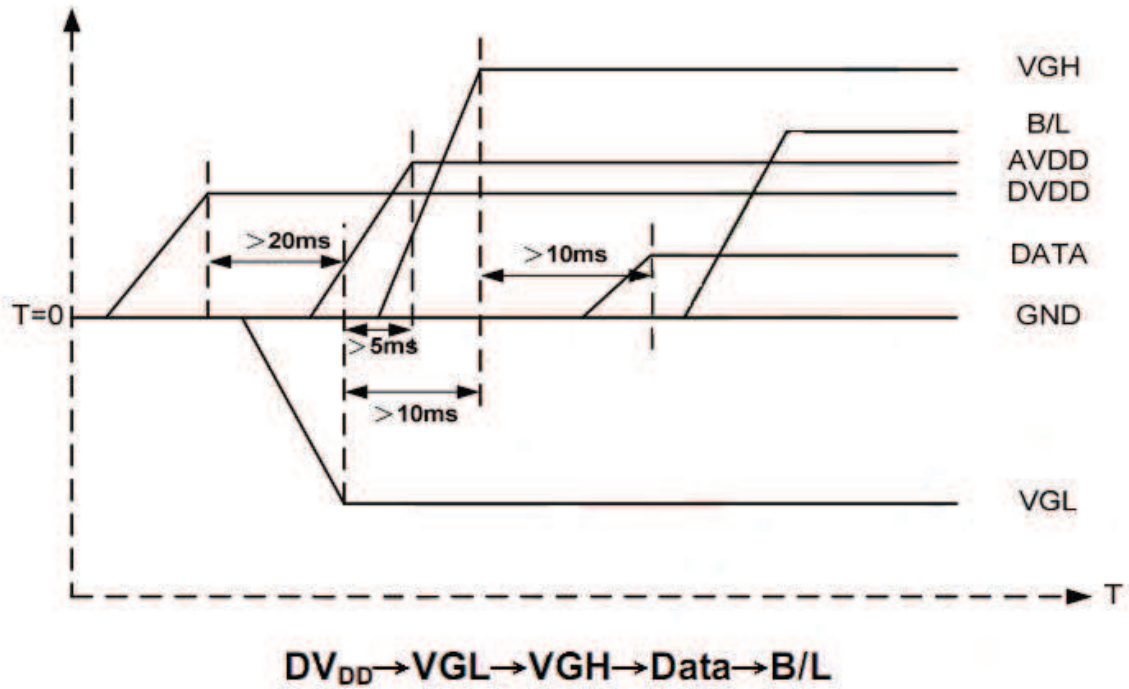 VGH
B/L
AVDD
DVDD
>20ms
>10ms
DATA
T=0
GND
>5ms
>10ms
VGL
T
DVDD→VGL→VGH→Data→B/L